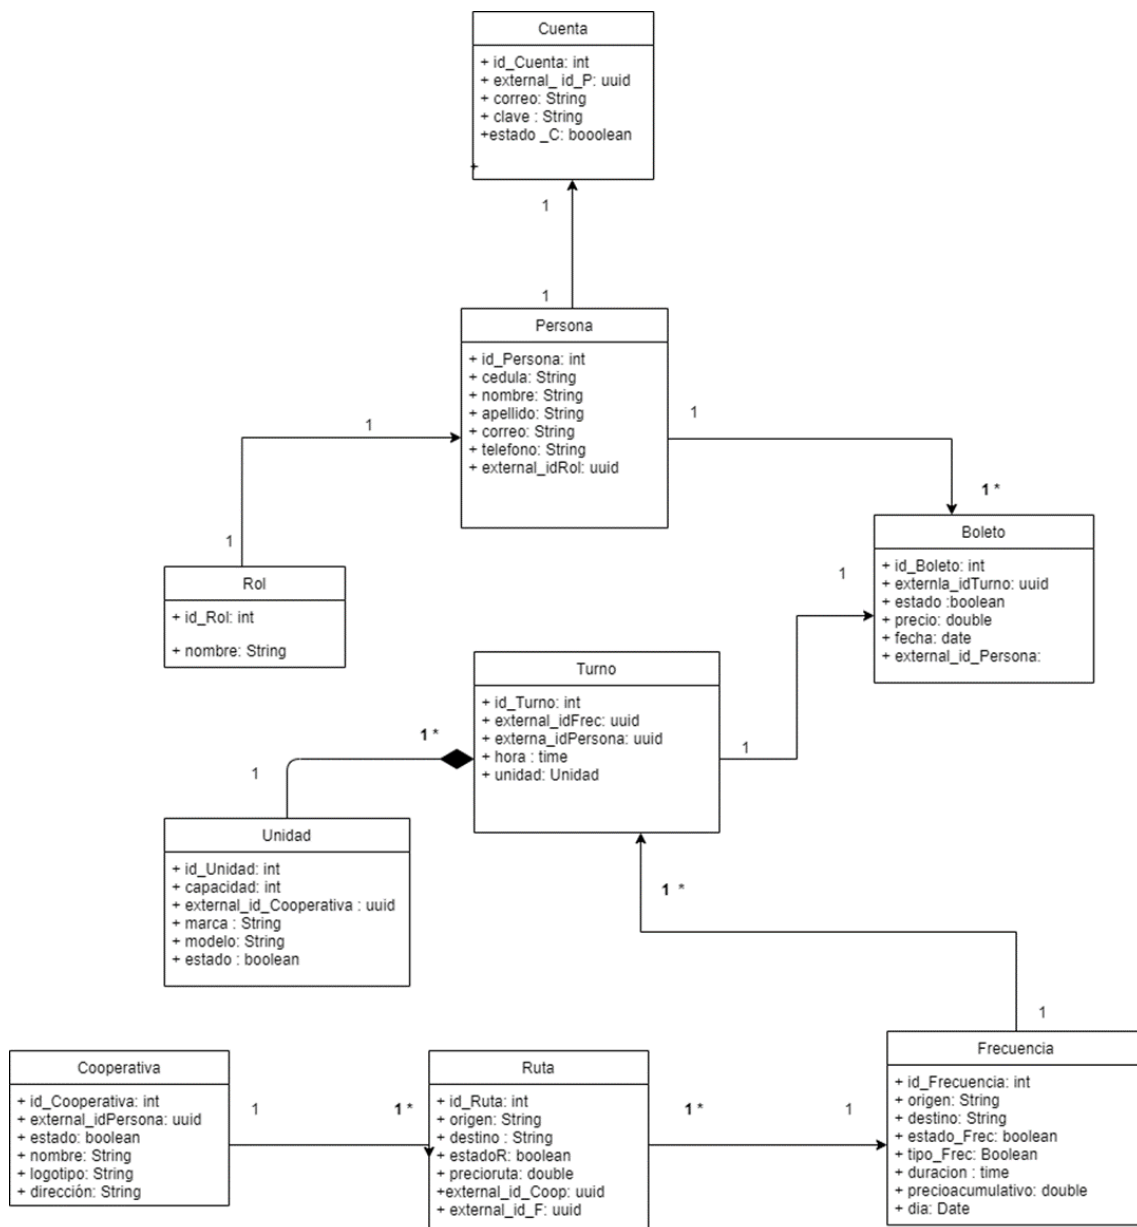 Cuenta
+ id_Cuenta: int
+ external_ id_P: uuid
+ correo: String
+ clave : String
+estado _C: booolean
+
1
1
Persona
+ id_Persona: int
+ cedula: String
+ nombre: String
+ apellido: String
+ correo: String
+ telefono: String
+ external_idRol: uuid
1
1
1 *
1
Rol
+ id_Rol: int
+ nombre: String
Boleto
+ id_Boleto: int
+ externla_idTurno: uuid
+ estado :boolean
+ precio: double
+ fecha: date
+ external_id_Persona:
1
Turno
+ id_Turno: int
+ external_idFrec: uuid
+ externa_idPersona: uuid
+ hora : time
+ unidad: Unidad
1 *
1
1
Unidad
+ id_Unidad: int
+ capacidad: int
+ external_id_Cooperativa : uuid
+ marca : String
+ modelo: String
+ estado : boolean
1 *
1
Cooperativa
+ id_Cooperativa: int
+ external_idPersona: uuid
+ estado: boolean
+ nombre: String
+ logotipo: String
+ dirección: String
1
1 *
Ruta
+ id_Ruta: int
+ origen: String
+ destino : String
+ estadoR: boolean
+ precioruta: double
+external_id_Coop: uuid
+ external_id_F: uuid
1 *
1
Frecuencia
+ id_Frecuencia: int
+ origen: String
+ destino: String
+ estado_Frec: boolean
+ tipo_Frec: Boolean
+ duracion : time
+ precioacumulativo: double
+ dia: Date